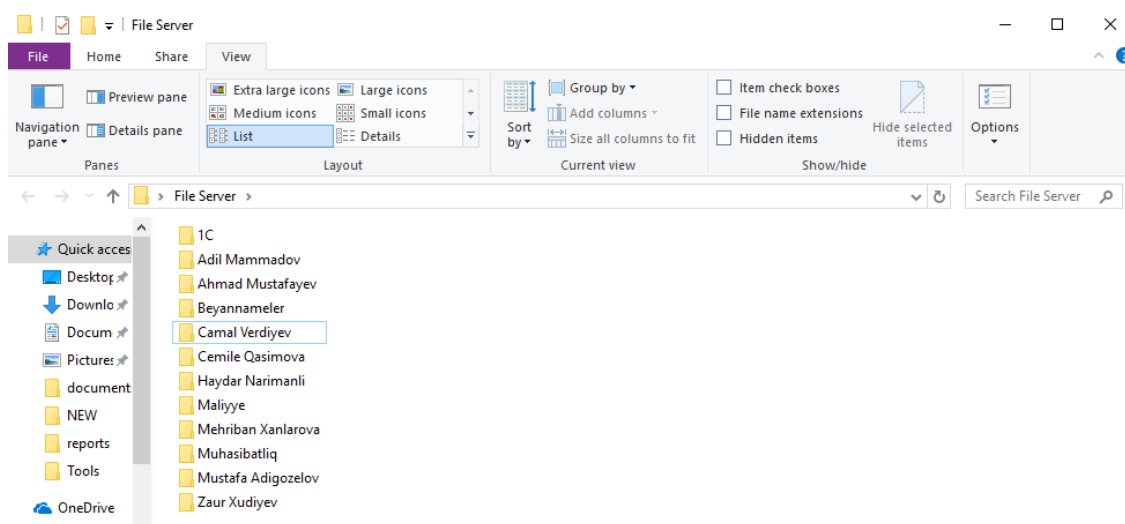 File Server
File Home Share View
Navigation pane
Preview pane
Details pane
Panes
Extra large icons Large icons
Medium icons Small icons
List Details
Layout
Sort by
Group by
Add columns
Size all columns to fit
Current view
Item check boxes
File name extensions
Hidden items
Hide selected items
Show/hide
Options
File Server
Search File Server
Quick acces
Desktop
Downlo
Docum
Pictures
document
NEW
reports
Tools
OneDrive
1C
Adil Mammadov
Ahmad Mustafayev
Beyannameler
Camal Verdiyev
Cemile Qasimova
Haydar Narimanli
Maliyye
Mehriban Xanlarova
Muhasibatliq
Mustafa Adigozelov
Zaur Xudiyev